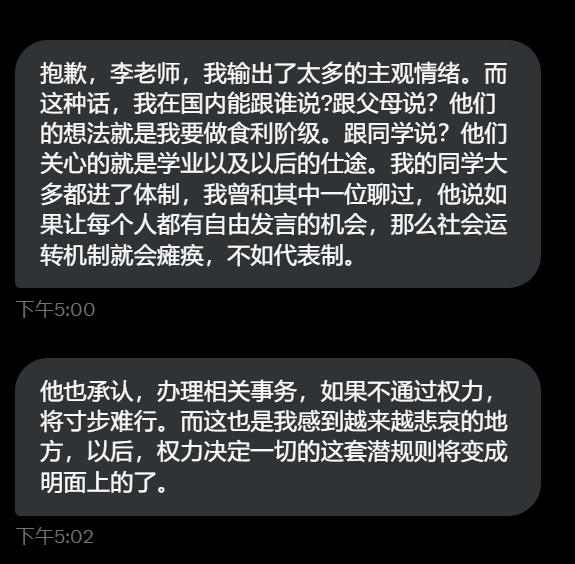 抱歉，李老师，我输出了太多的主观情绪。而
这种话，我在国内能跟谁说?跟父母说？他们
的想法就是我要做食利阶级。跟同学说？他们
关心的就是学业以及以后的仕途。我的同学大
多都进了体制，我曾和其中一位聊过，他说如
果让每个人都有自由发言的机会，那么社会运
转机制就会瘫痪，不如代表制。
下午5:00
他也承认，办理相关事务，如果不通过权力，
将寸步难行。而这也是我感到越来越悲哀的地
方，以后，权力决定一切的这套潜规则将变成
明面上的了。
下午5:02